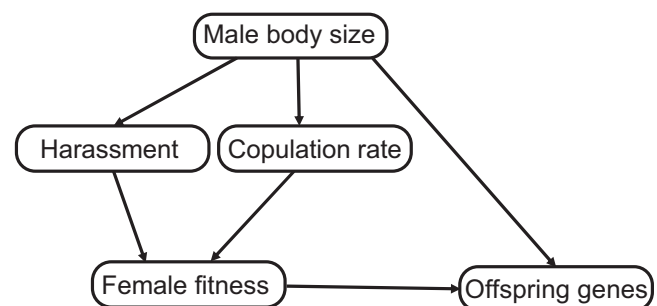 Male body size
Harassment
Copulation rate
Female fitness
Offspring genes